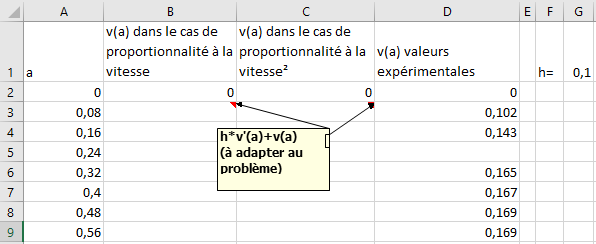 A B C D E F G
v(a) dans le cas de v(a) dans le cas de
proportionnalité à la proportionnalité à la v(a) valeurs
1 a vitesse vitesse² expérimentales h= 0,1
2 0 0 0 0
3 0,08 0,102
4 0,16 0,143
5 0,24
6 0,32 0,165
7 0,4 0,167
8 0,48 0,169
9 0,56 0,169
h*v'(a)+v(a)
(à adapter au
problème)